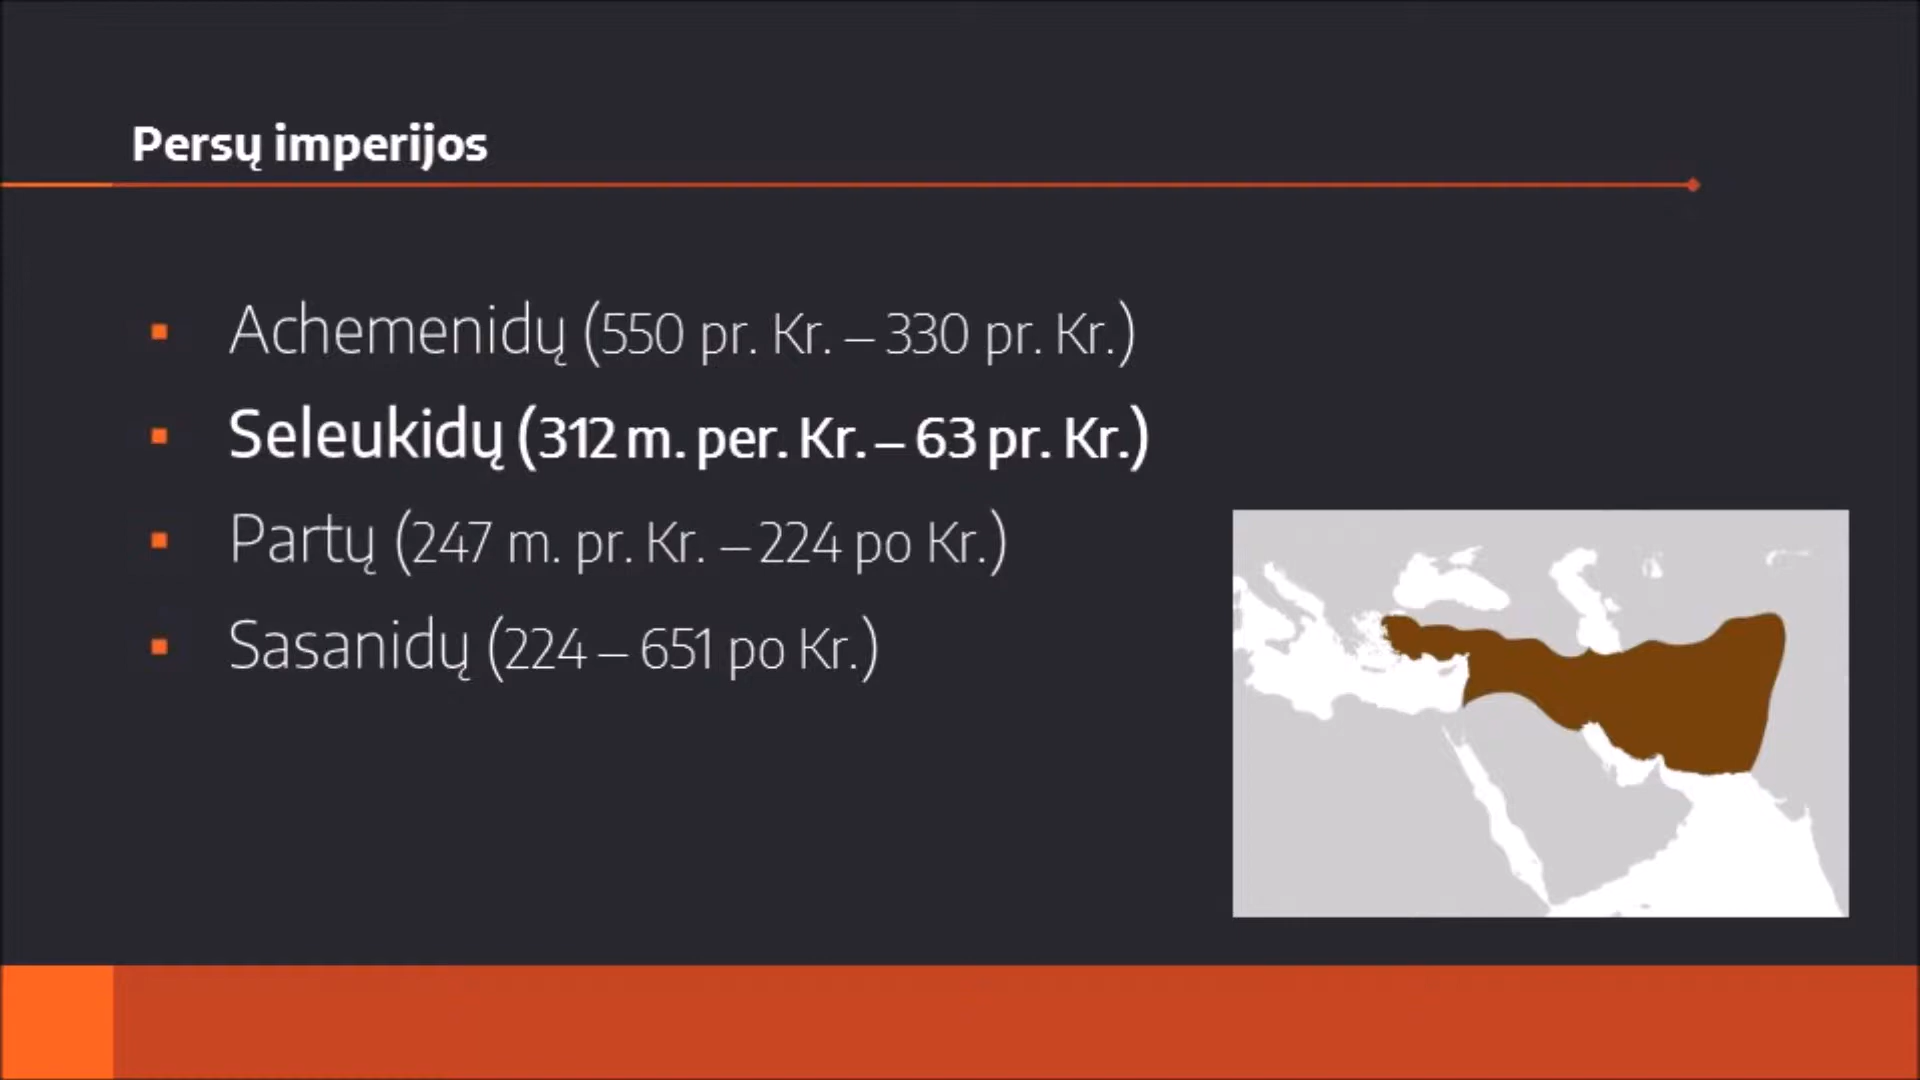 Persų imperijos
Achemenidų (550 pr. Kr. – 330 pr. Kr.)
Seleukidų (312 m. per. Kr. – 63 pr. Kr.)
Partų (247 m. pr. Kr. – 224 po Kr.)
Sasanidų (224 – 651 po Kr.)